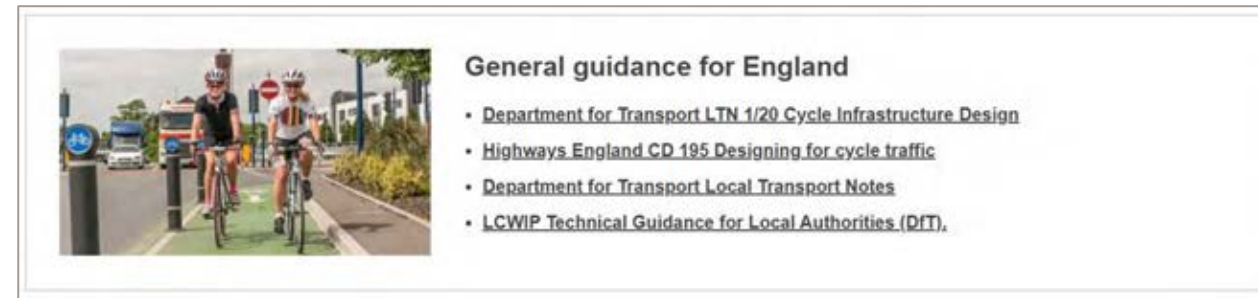 General guidance for England
• Department for Transport LTN 1/20 Cycle Infrastructure Design
• Highways England CD 195 Designing for cycle traffic
• Department for Transport Local Transport Notes
• LCWIP Technical Guidance for Local Authorities (DfT).